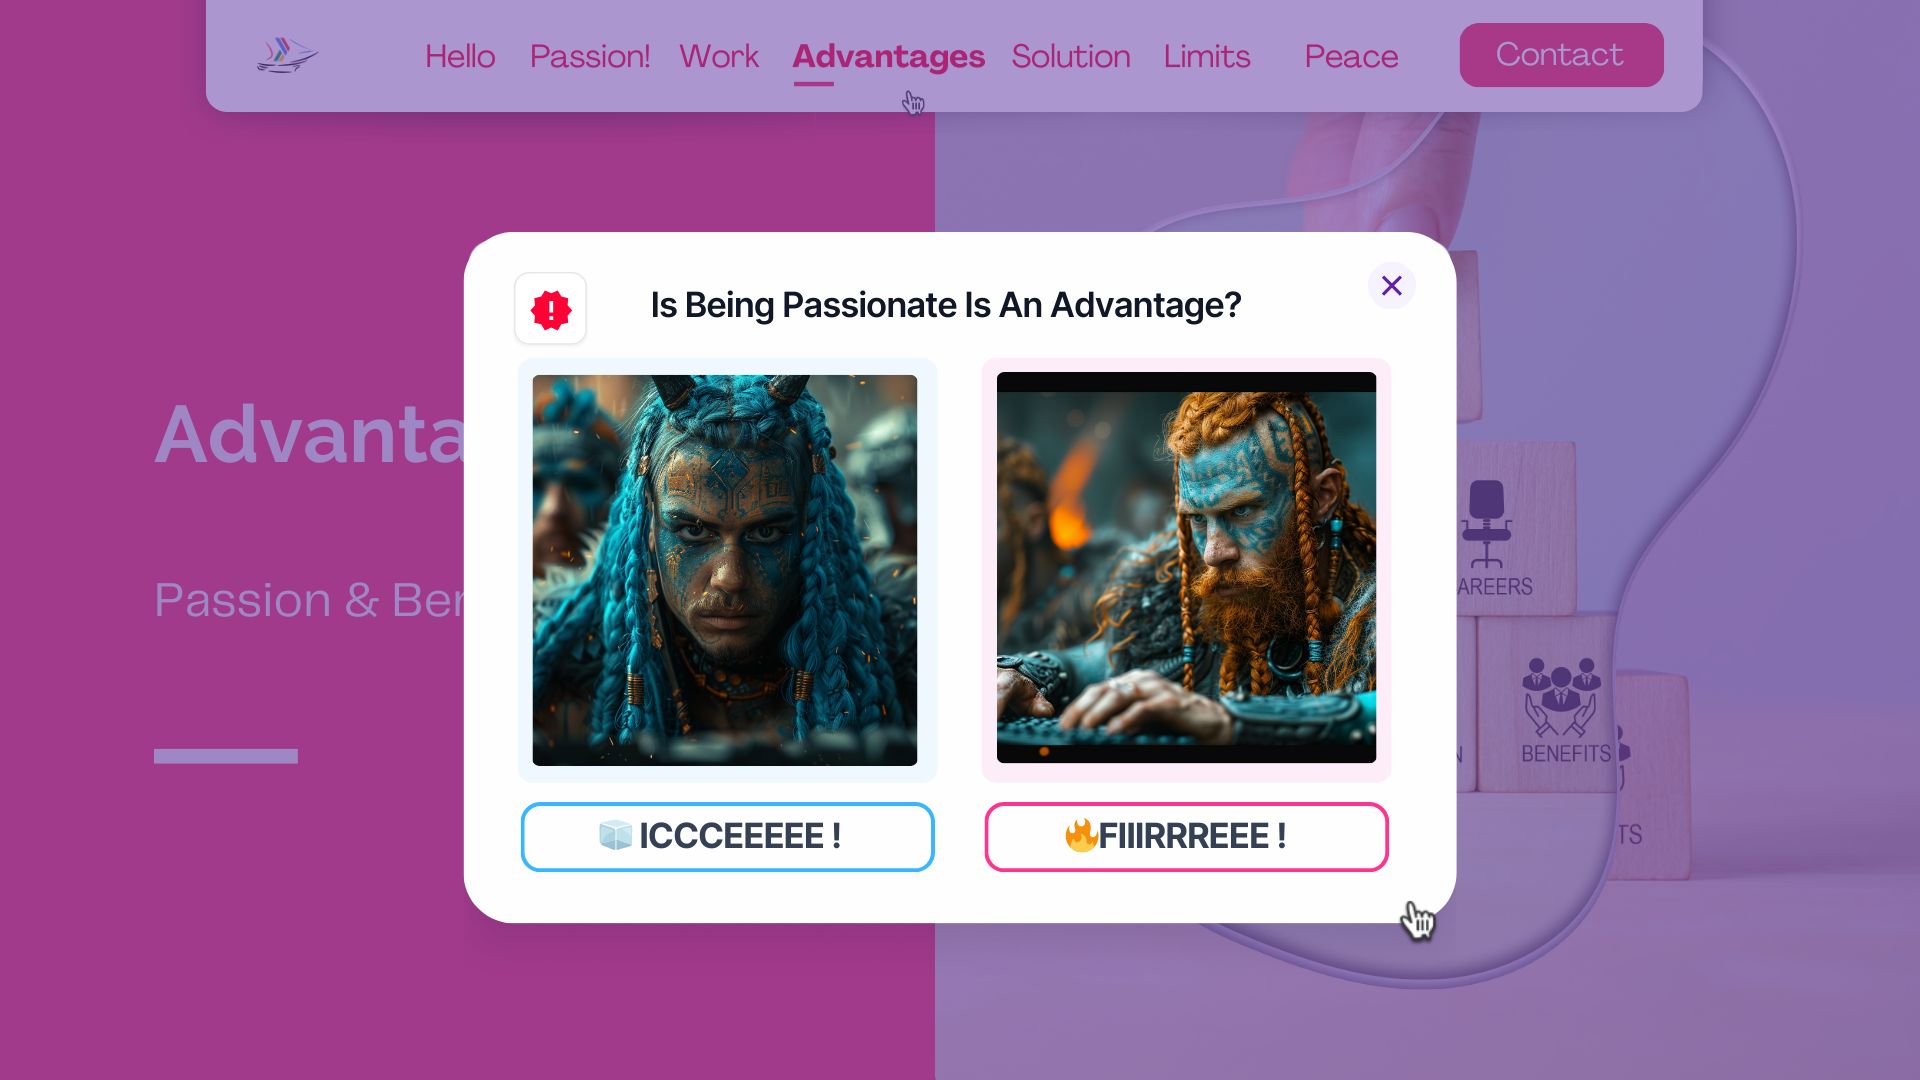 Hello Passion! Work Advantages Solution Limits Peace Contact
Is Being Passionate Is An Advantage?
Advanta
Passion & Ber
AREERS
BENEFITS
N
TS
ICCCEEEEE !
FIIIRRREEE !